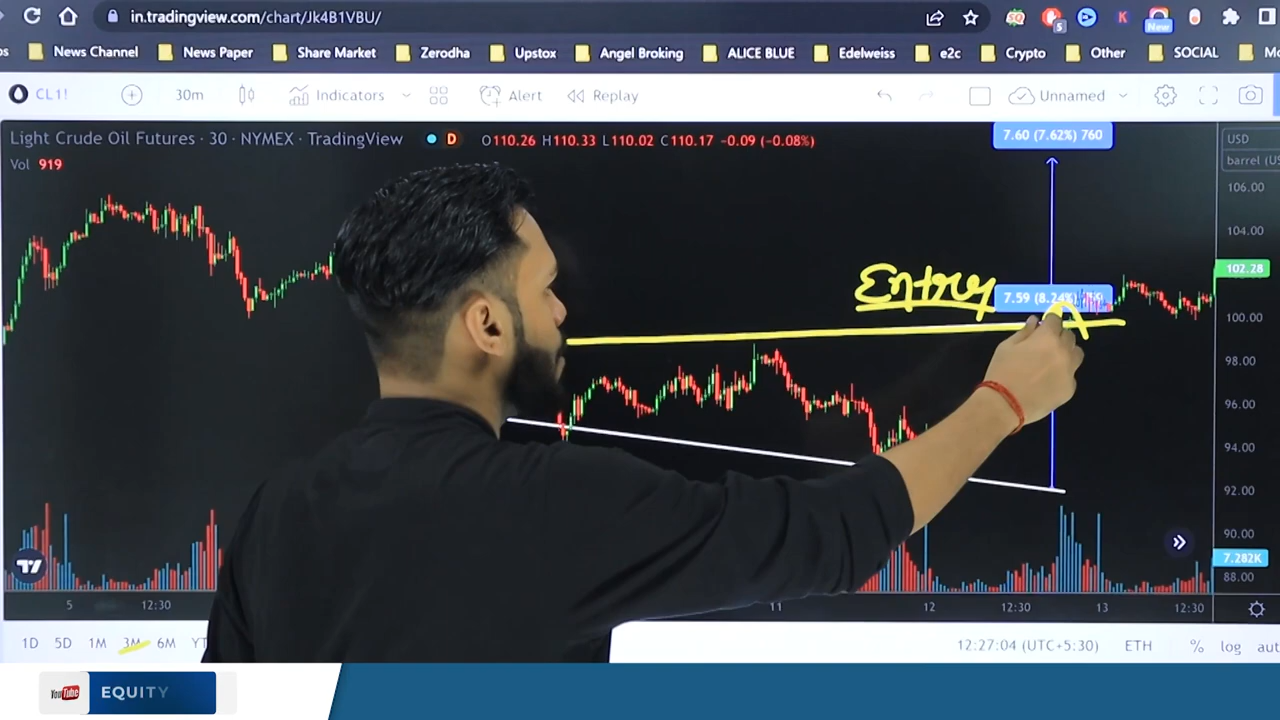 in.tradingview.com/chart/Jk4B1VBU/
5
New
News Channel News Paper Share Market Zerodha Upstox Angel Broking ALICE BLUE Edelweiss e2c Crypto Other SOCIAL
CL1! 30m Indicators Alert Replay Unnamed
Light Crude Oil Futures · 30 · NYMEX · TradingView D O110.26 H110.33 L110.02 C110.17 −0.09 (−0.08%)
Vol 919
7.60 (7.62%) 760
USD
barrel (US
106.00
104.00
102.28
Entry
7.59 (8.24%)
100.00
98.00
96.00
94.00
92.00
90.00
7.282K
88.00
5 12:30 11 12 12:30 13 12:30
1D 5D 1M 3M 6M YT 12:27:04 (UTC+5:30) ETH % log aut
YouTube EQUITY